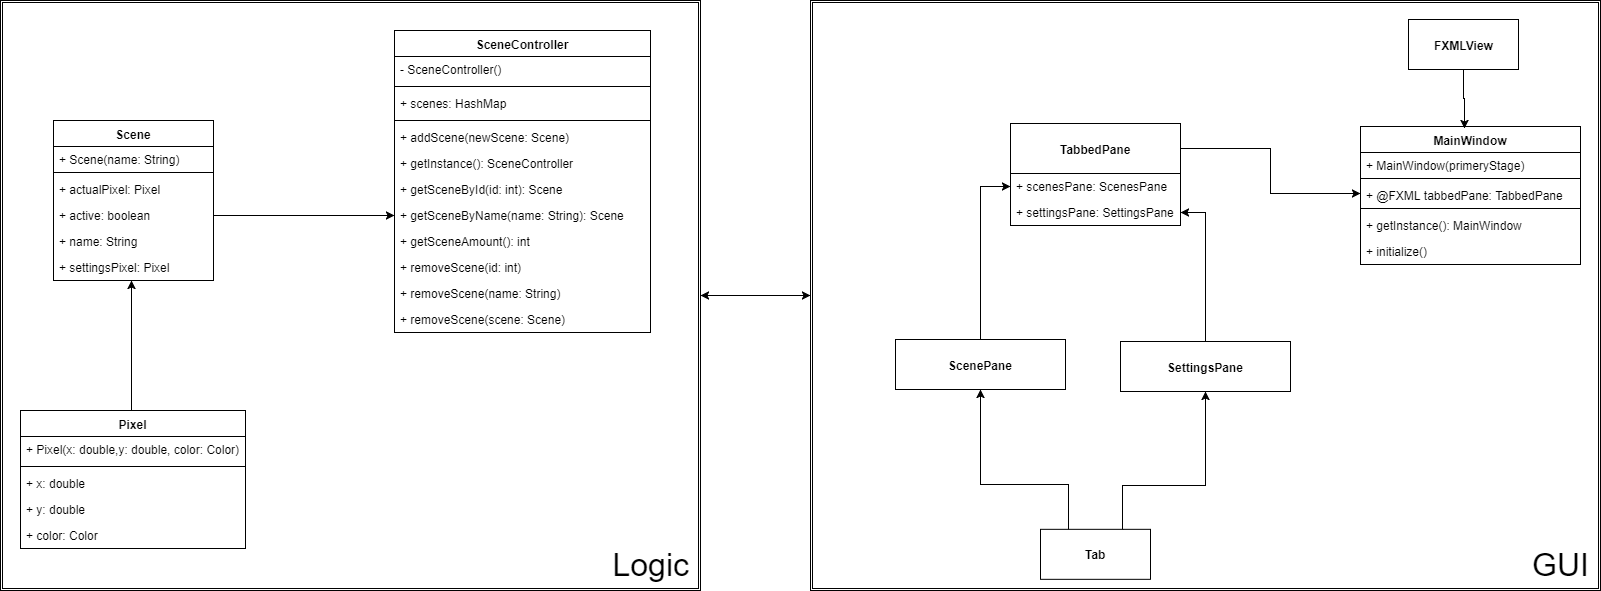 SceneController
- SceneController()
+ scenes: HashMap
+ addScene(newScene: Scene)
+ getInstance(): SceneController
+ getSceneById(id: int): Scene
+ getSceneByName(name: String): Scene
+ getSceneAmount(): int
+ removeScene(id: int)
+ removeScene(name: String)
+ removeScene(scene: Scene)
Scene
+ Scene(name: String)
+ actualPixel: Pixel
+ active: boolean
+ name: String
+ settingsPixel: Pixel
Pixel
+ Pixel(x: double,y: double, color: Color)
+ x: double
+ y: double
+ color: Color
Logic
FXMLView
TabbedPane
+ scenesPane: ScenesPane
+ settingsPane: SettingsPane
MainWindow
+ MainWindow(primeryStage)
+ @FXML tabbedPane: TabbedPane
+ getInstance(): MainWindow
+ initialize()
ScenePane
SettingsPane
Tab
GUI